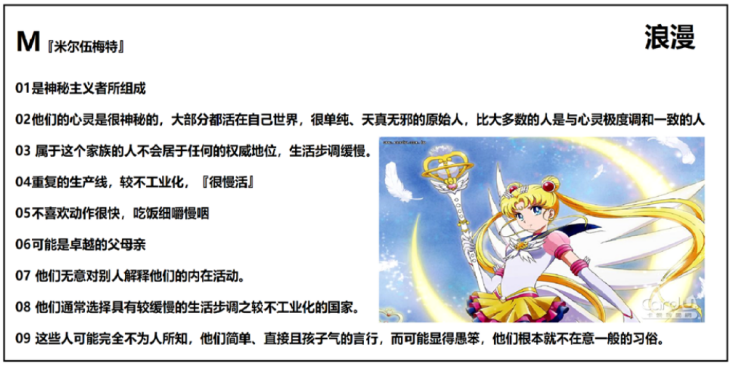 M『米尔伍梅特』
浪漫
01是神秘主义者所组成
02他们的心灵是很神秘的，大部分都活在自己世界，很单纯、天真无邪的原始人，比大多数的人是与心灵极度调和一致的人
03 属于这个家族的人不会居于任何的权威地位，生活步调缓慢。
04重复的生产线，较不工业化，『很慢活』
05不喜欢动作很快，吃饭细嚼慢咽
06可能是卓越的父母亲
07 他们无意对别人解释他们的内在活动。
08 他们通常选择具有较缓慢的生活步调之较不工业化的国家。
09 这些人可能完全不为人所知，他们简单、直接且孩子气的言行，而可能显得愚笨，他们根本就不在意一般的习俗。